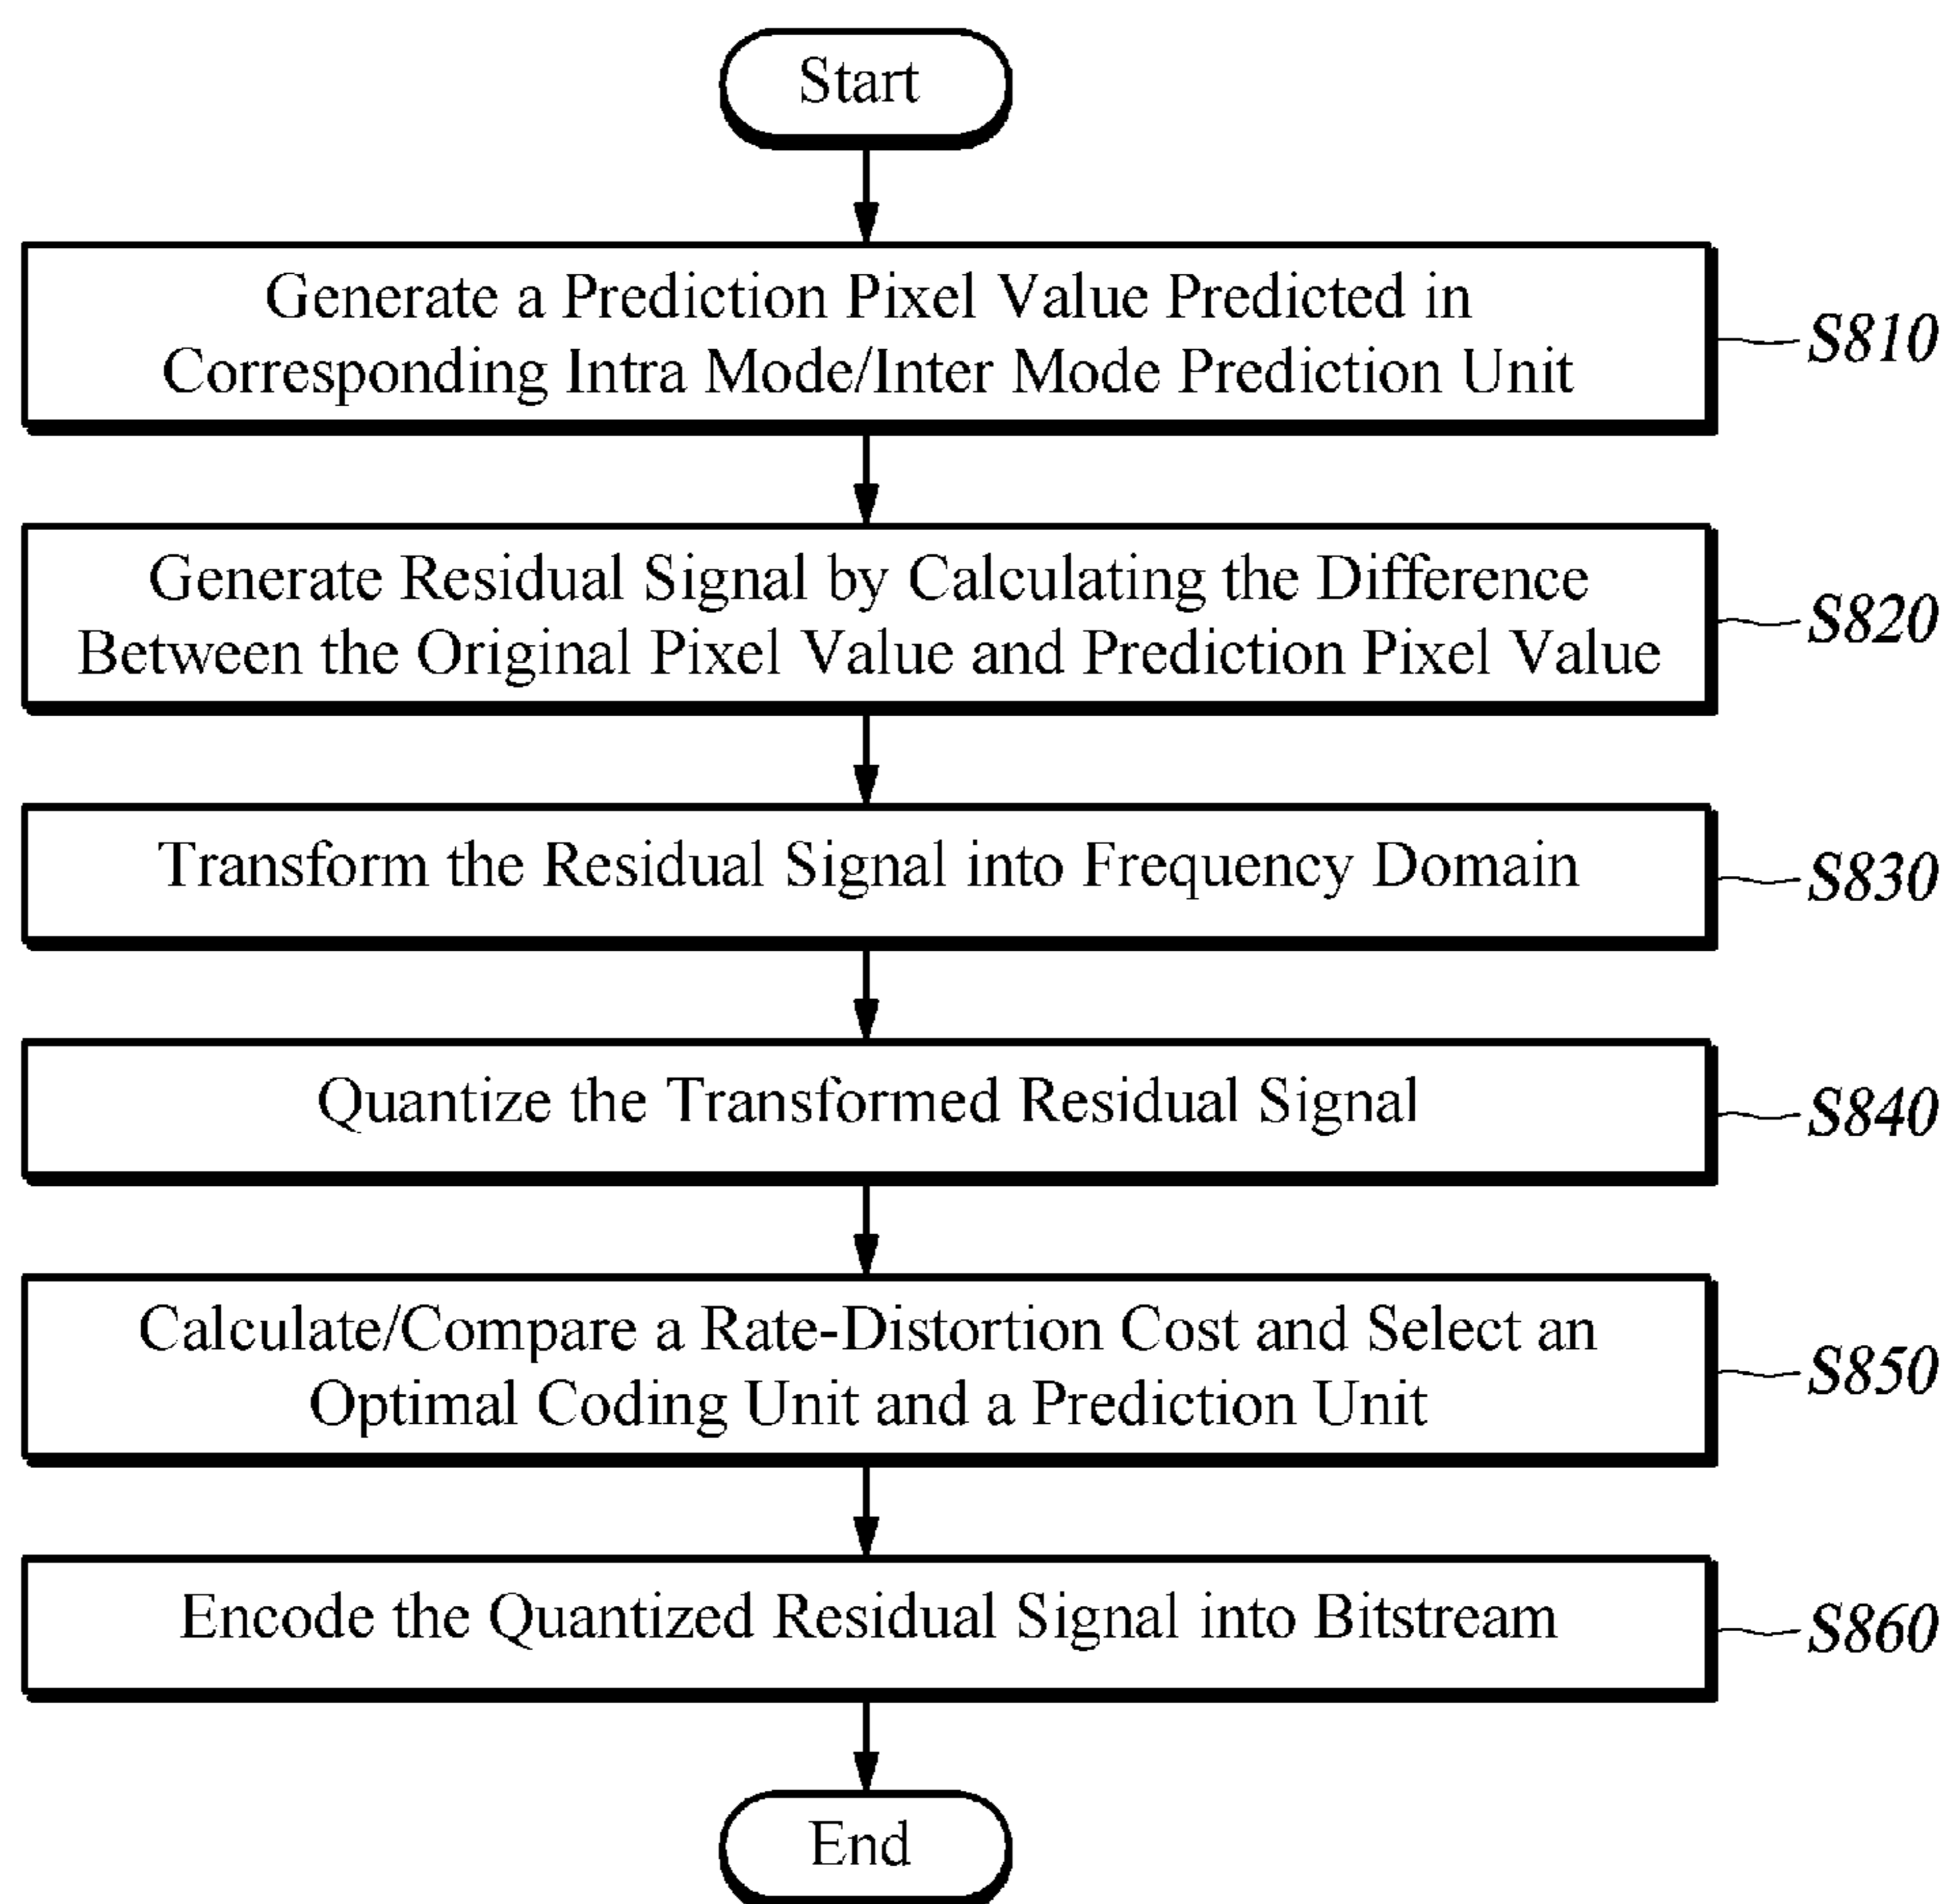 Start
Generate a Prediction Pixel Value Predicted in
Corresponding Intra Mode/Inter Mode Prediction Unit
S810
Generate Residual Signal by Calculating the Difference
Between the Original Pixel Value and Prediction Pixel Value
S820
Transform the Residual Signal into Frequency Domain
S830
Quantize the Transformed Residual Signal
S840
Calculate/Compare a Rate-Distortion Cost and Select an
Optimal Coding Unit and a Prediction Unit
S850
Encode the Quantized Residual Signal into Bitstream
S860
End